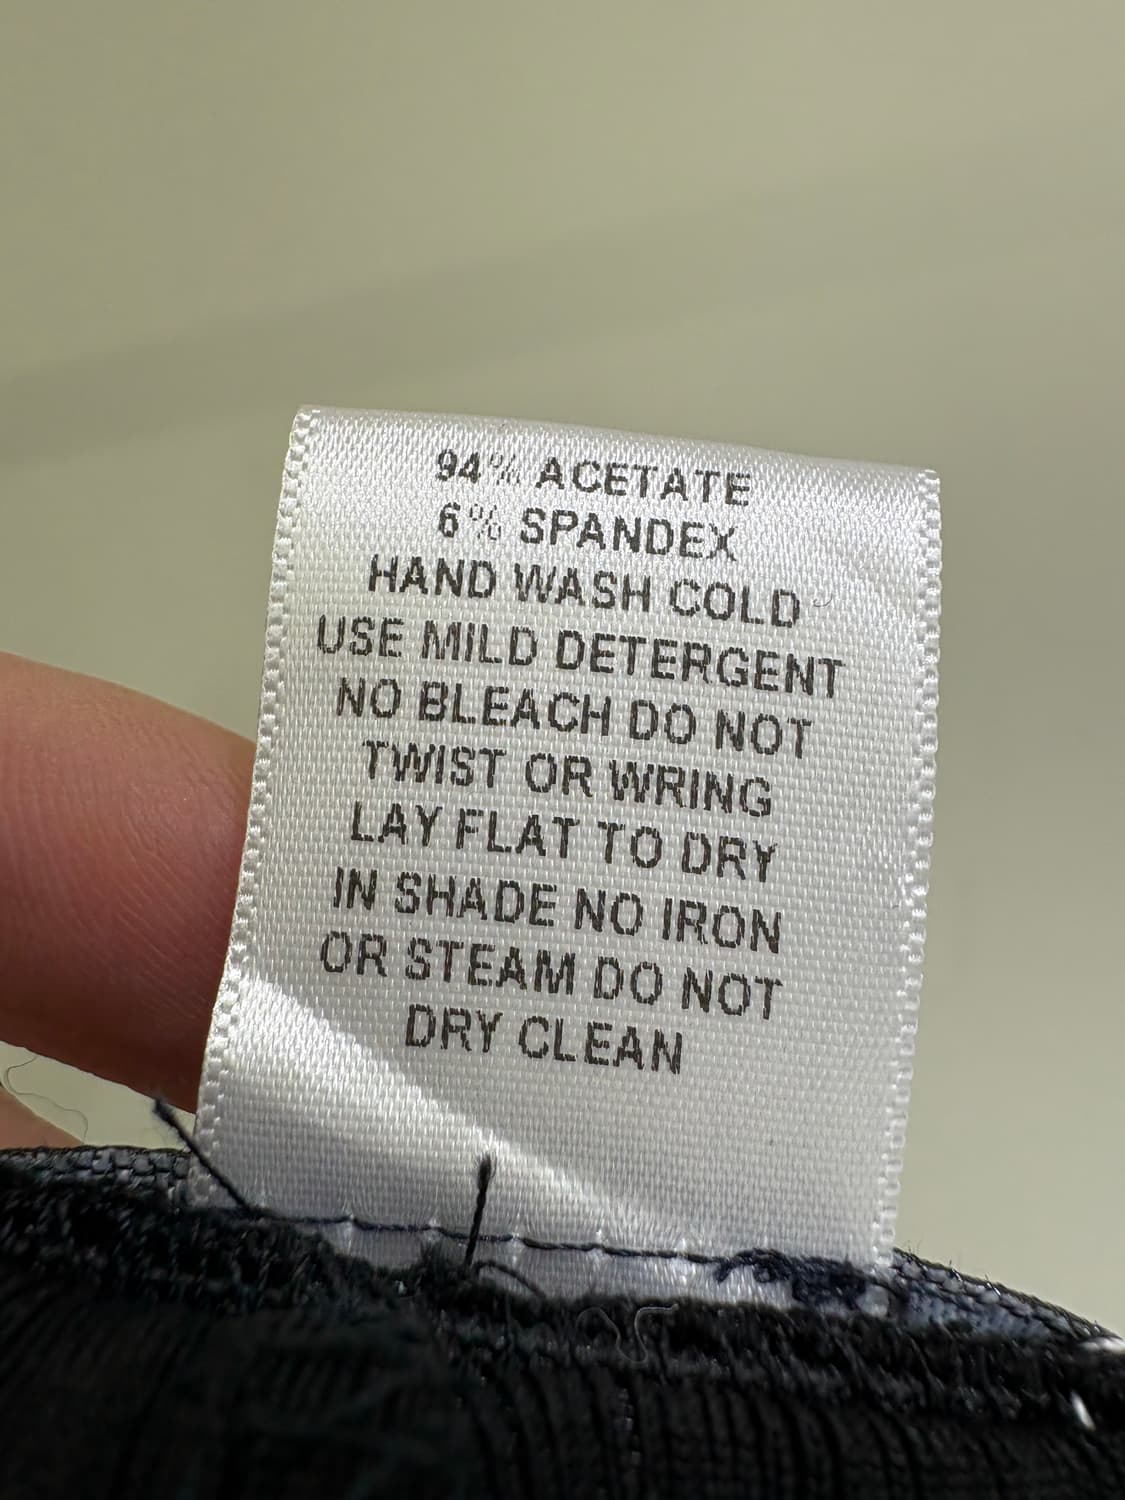 94% ACETATE
6% SPANDEX
HAND WASH COLD
USE MILD DETERGENT
NO BLEACH DO NOT
TWIST OR WRING
LAY FLAT TO DRY
IN SHADE NO IRON
OR STEAM DO NOT
DRY CLEAN